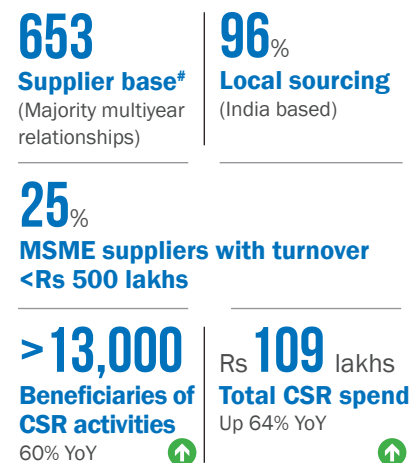 653
Supplier base#
(Majority multiyear
relationships)
96%
Local sourcing
(India based)
25%
MSME suppliers with turnover
<Rs 500 lakhs
>13,000
Beneficiaries of
CSR activities
60% YoY
Rs 109 lakhs
Total CSR spend
Up 64% YoY